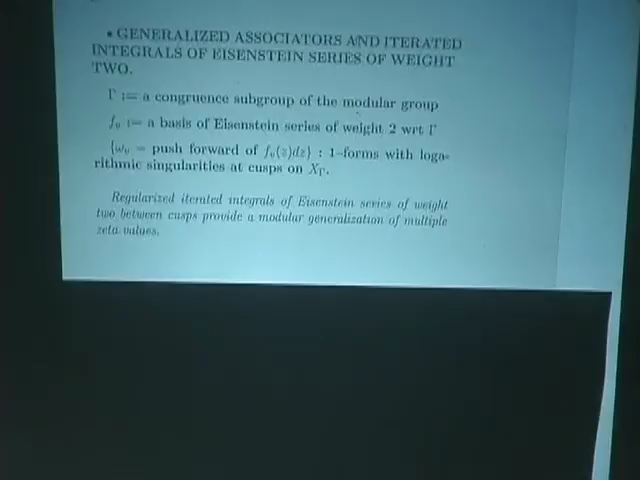 • GENERALIZED ASSOCIATORS AND ITERATED
INTEGRALS OF EISENSTEIN SERIES OF WEIGHT
TWO.
Γ := a congruence subgroup of the modular group
f_v := a basis of Eisenstein series of weight 2 wrt Γ
{ω_v = push forward of f_v(z)dz} : 1-forms with loga-
rithmic singularities at cusps on X_Γ.
Regularized iterated integrals of Eisenstein series of weight
two between cusps provide a modular generalization of multiple
zeta values.